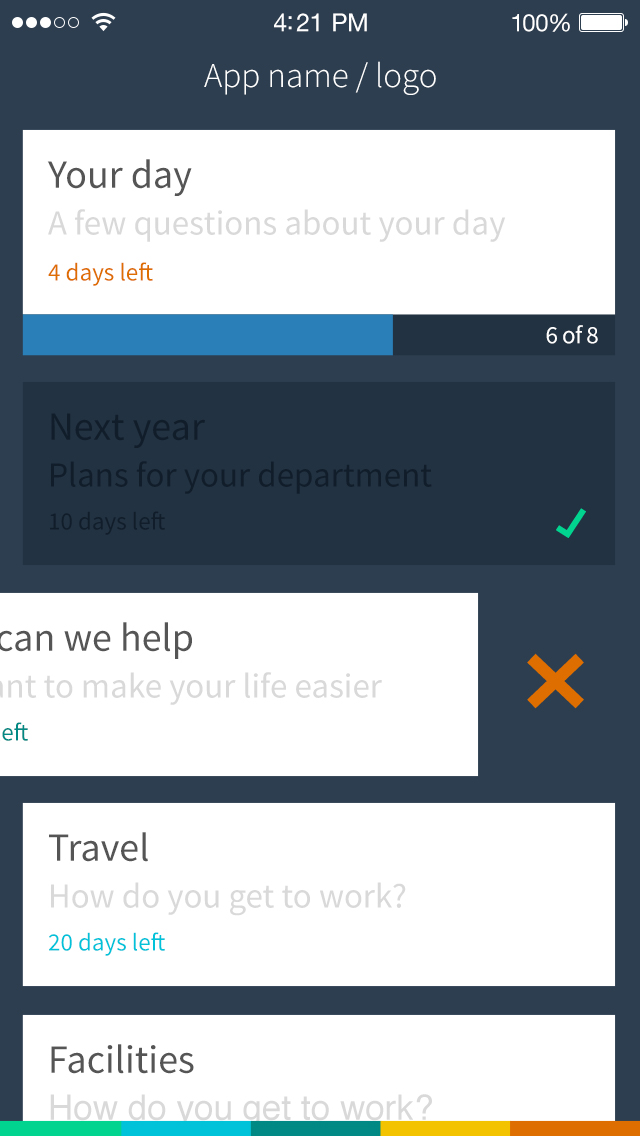 4:21 PM 100%
App name / logo
Your day
A few questions about your day
4 days left
6 of 8
Next year
Plans for your department
10 days left
can we help
nt to make your life easier
left
Travel
How do you get to work?
20 days left
Facilities
How do you get to work?